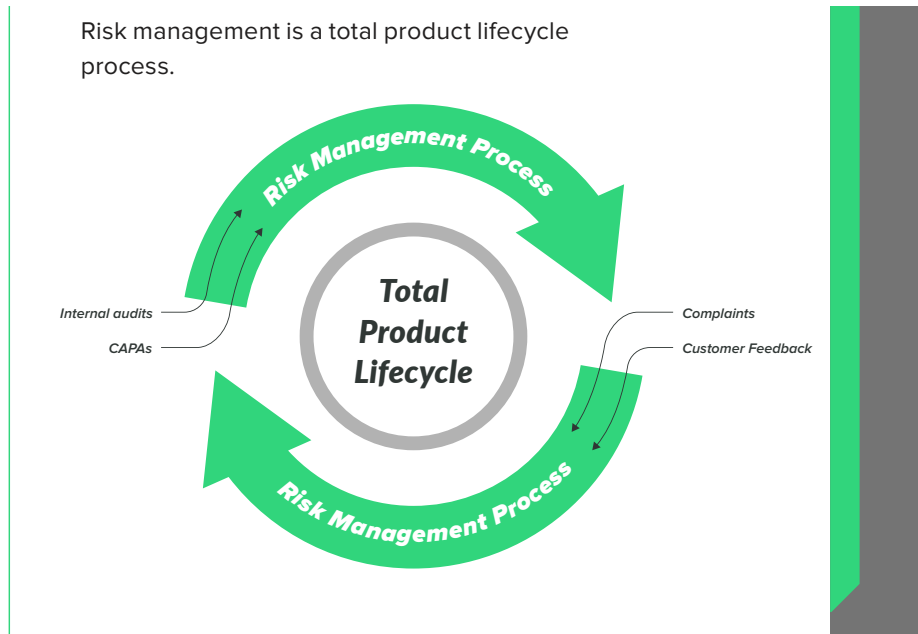 Risk management is a total product lifecycle
process.
Risk Management Process
Internal audits
CAPAs
Total
Product
Lifecycle
Complaints
Customer Feedback
Risk Management Process